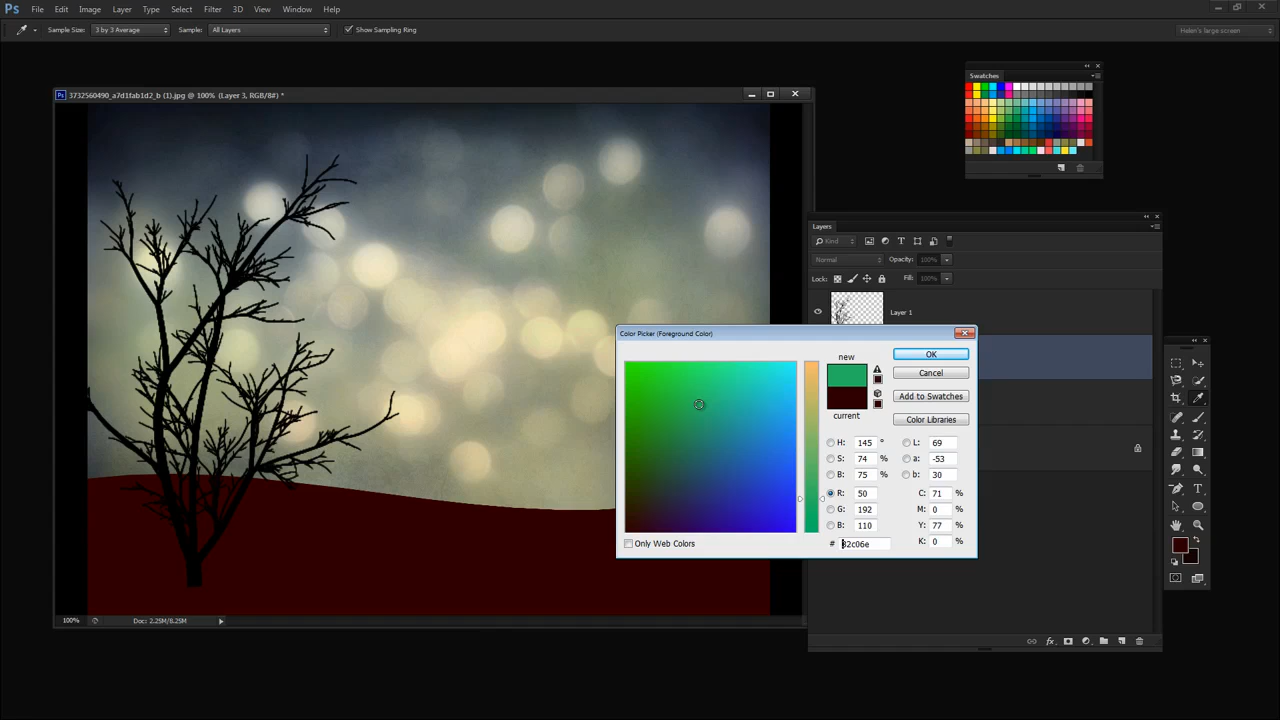 Ps File Edit Image Layer Type Select Filter 3D View Window Help
Sample Size: 3 by 3 Average Sample: All Layers Show Sampling Ring Helen's large screen
Swatches
Ps 3732560490_a7d1fab1d2_b (1).jpg @ 100% (Layer 3, RGB/8#) *
Layers
Kind
Normal Opacity: 100%
Lock: Fill: 100%
Layer 1
Color Picker (Foreground Color)
new
OK
Cancel
Add to Swatches
current
Color Libraries
H: 145 ° L: 69
S: 74 % a: -53
B: 75 % b: 30
R: 50 C: 71 %
G: 192 M: 0 %
B: 110 Y: 77 %
K: 0 %
Only Web Colors # 32c06e
100% Doc: 2.25M/8.25M